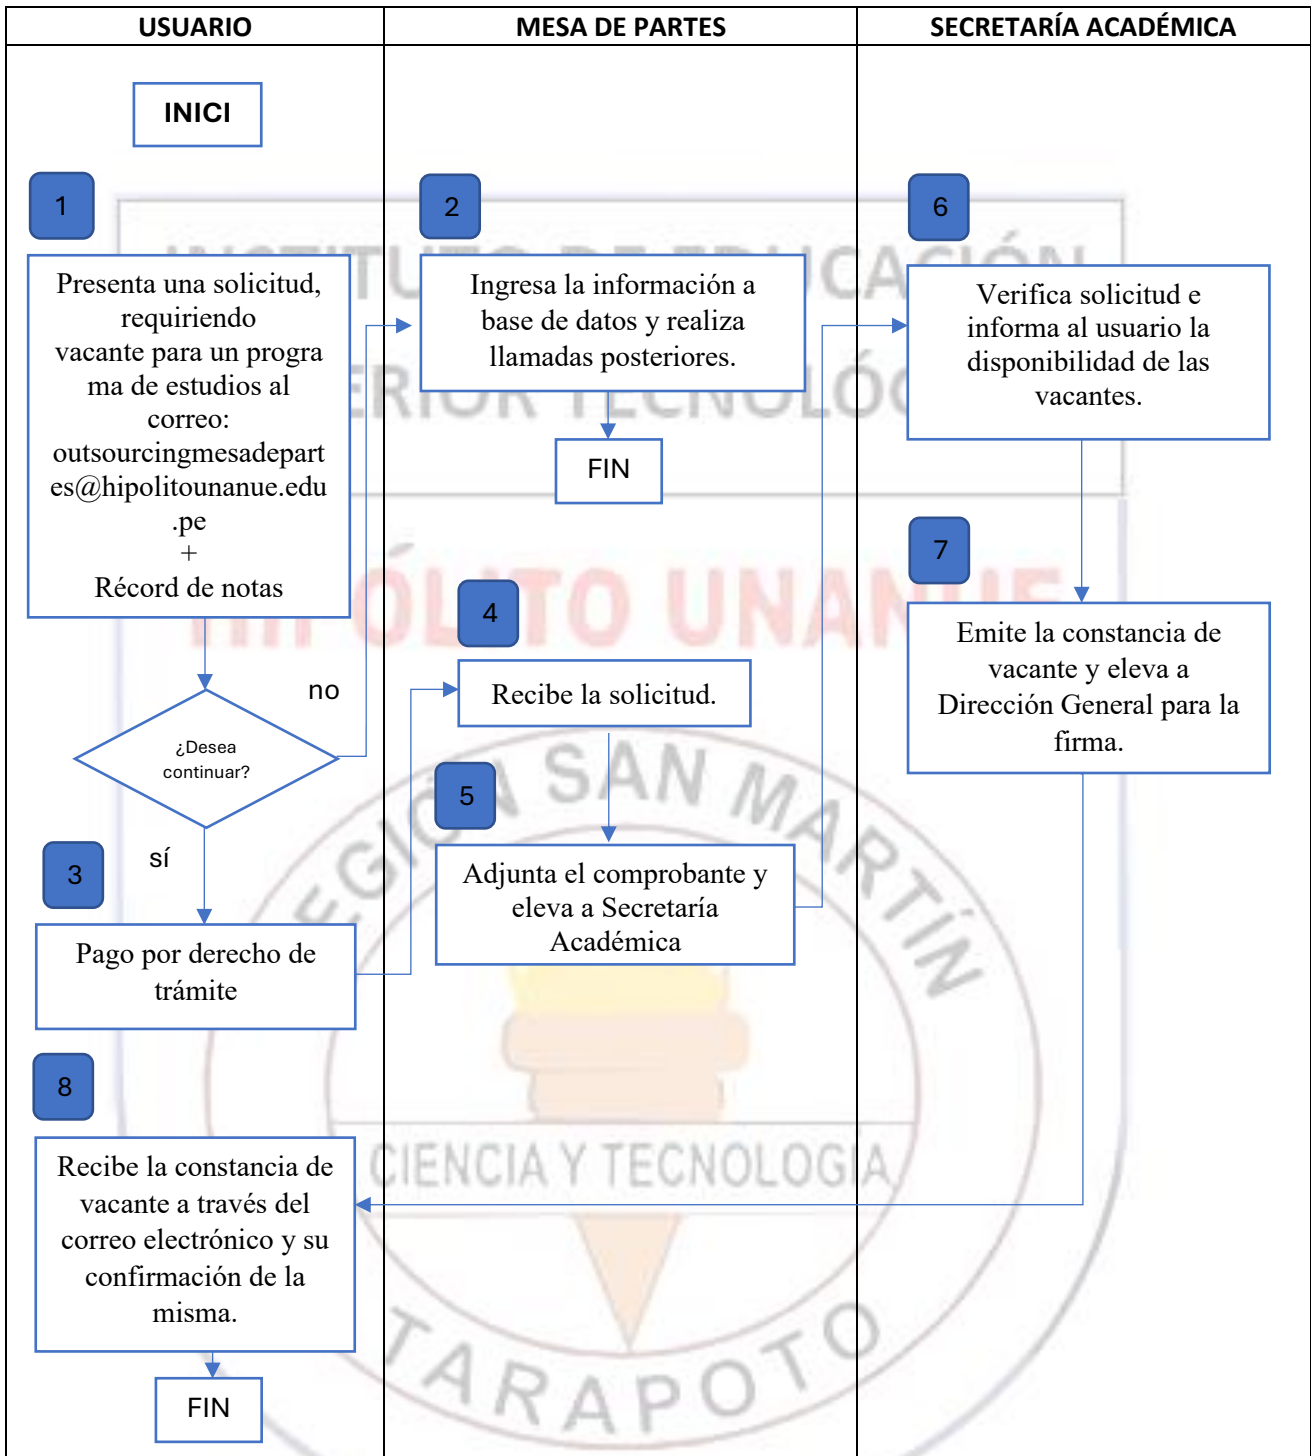 USUARIO
MESA DE PARTES
SECRETARÍA ACADÉMICA
INICI
1
Presenta una solicitud,
requiriendo
vacante para un progra
ma de estudios al
correo:
outsourcingmesadepart
es@hipolitounanue.edu
.pe
+
Récord de notas
¿Desea
continuar?
no
sí
2
Ingresa la información a
base de datos y realiza
llamadas posteriores.
FIN
3
Pago por derecho de
trámite
4
Recibe la solicitud.
5
Adjunta el comprobante y
eleva a Secretaría
Académica
6
Verifica solicitud e
informa al usuario la
disponibilidad de las
vacantes.
7
Emite la constancia de
vacante y eleva a
Dirección General para la
firma.
8
Recibe la constancia de
vacante a través del
correo electrónico y su
confirmación de la
misma.
FIN
HIPÓLITO UNANUE
SAN MARTÍN
CIENCIA Y TECNOLOGIA
TARAPOTO